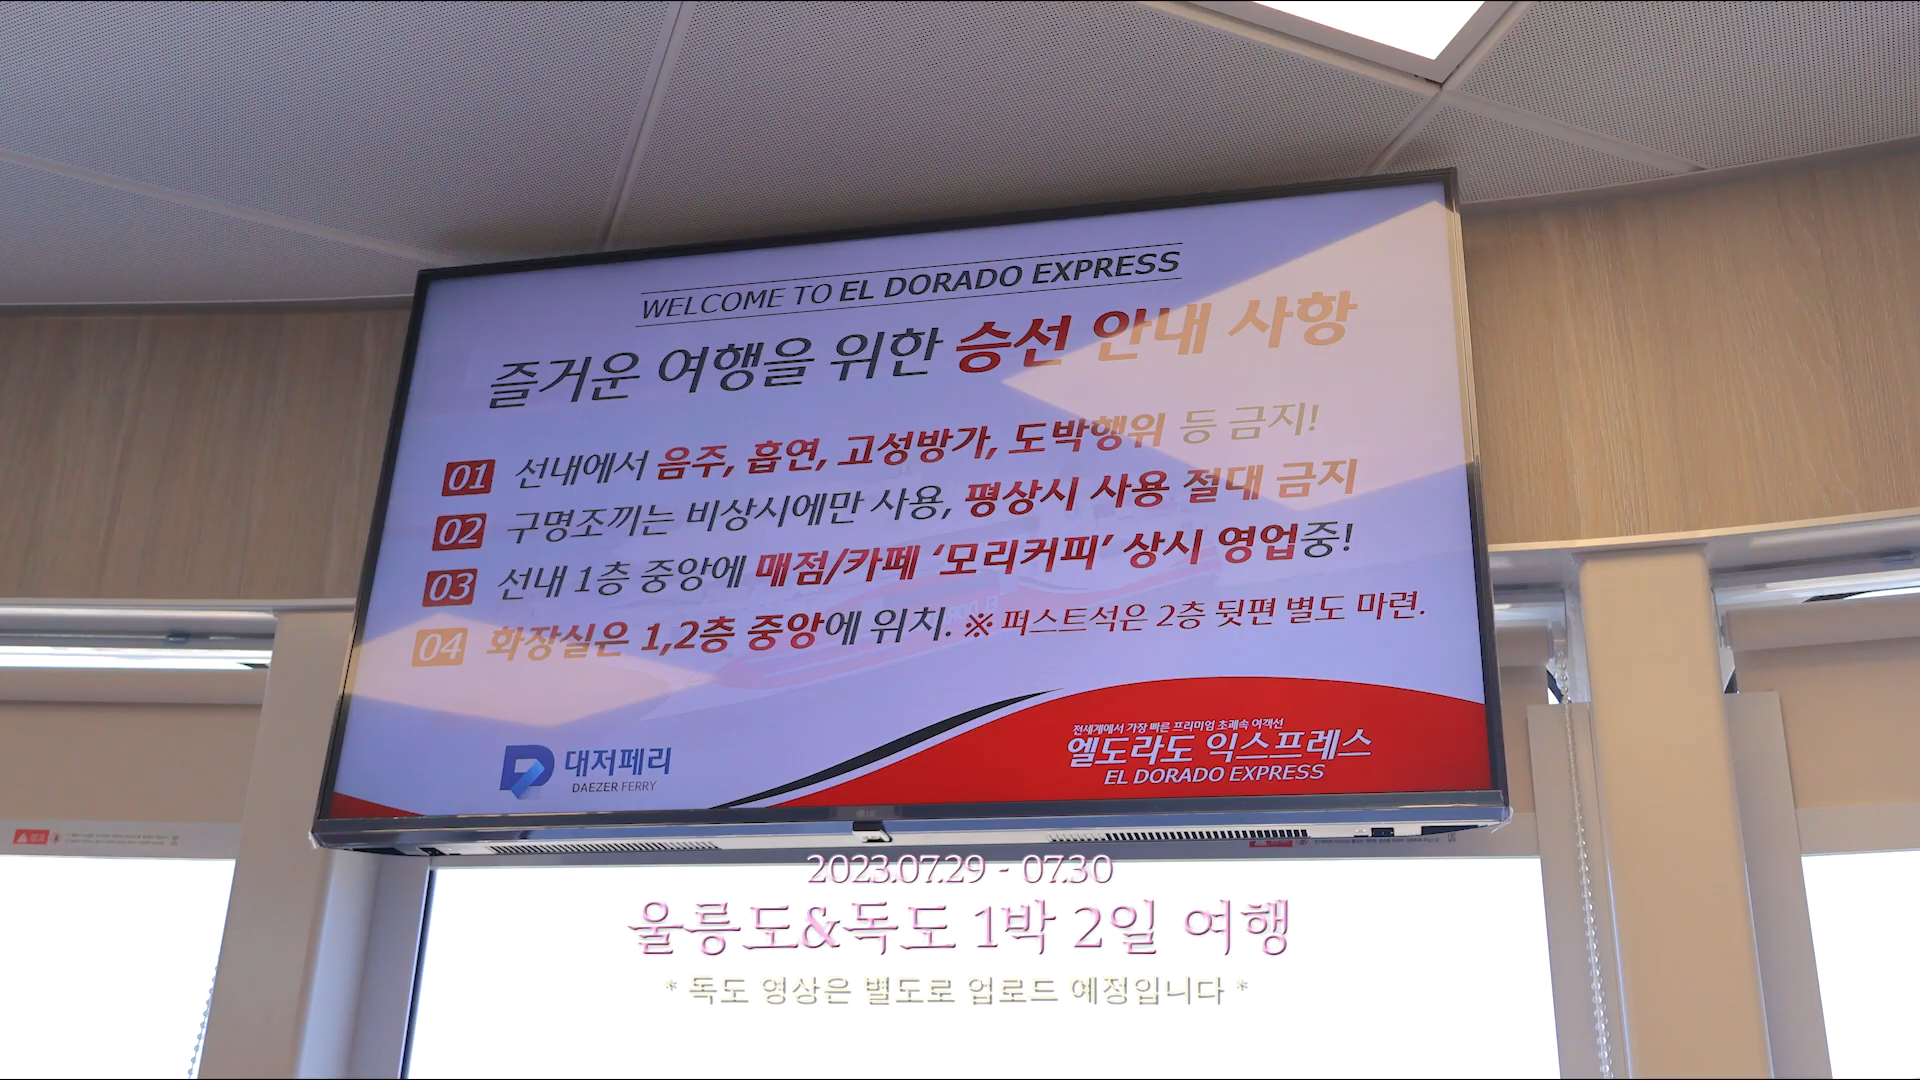 WELCOME TO EL DORADO EXPRESS
즐거운 여행을 위한 승선 안내 사항
01 선내에서 음주, 흡연, 고성방가, 도박행위 등 금지!
02 구명조끼는 비상시에만 사용, 평상시 사용 절대 금지
03 선내 1층 중앙에 매점/카페 ‘모리커피’ 상시 영업중!
04 화장실은 1,2층 중앙에 위치. ※ 퍼스트석은 2층 뒷편 별도 마련.
대저페리
DAEZER FERRY
전세계에서 가장 빠른 프리미엄 초쾌속 여객선
엘도라도 익스프레스
EL DORADO EXPRESS
LG
2023.07.29 - 07.30
울릉도&독도 1박 2일 여행
* 독도 영상은 별도로 업로드 예정입니다 *